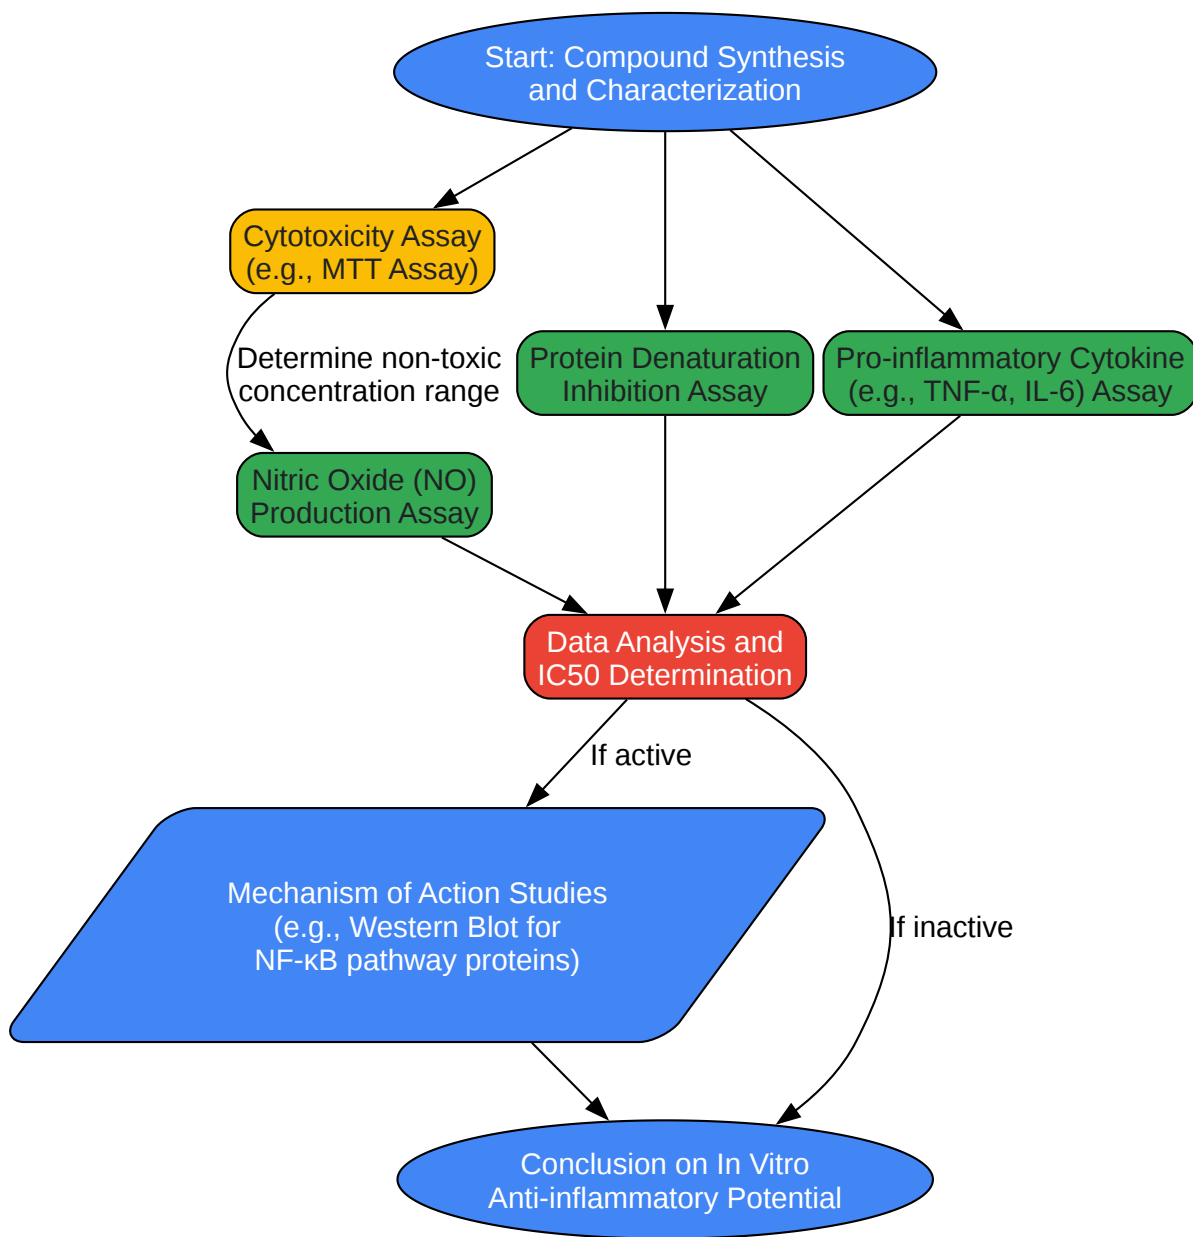 Start: Compound Synthesis
and Characterization
Cytotoxicity Assay
(e.g., MTT Assay)
Determine non-toxic
concentration range
Protein Denaturation
Inhibition Assay
Pro-inflammatory Cytokine
(e.g., TNF-α, IL-6) Assay
Nitric Oxide (NO)
Production Assay
Data Analysis and
IC50 Determination
If active
Mechanism of Action Studies
(e.g., Western Blot for
NF-κB pathway proteins)
If inactive
Conclusion on In Vitro
Anti-inflammatory Potential